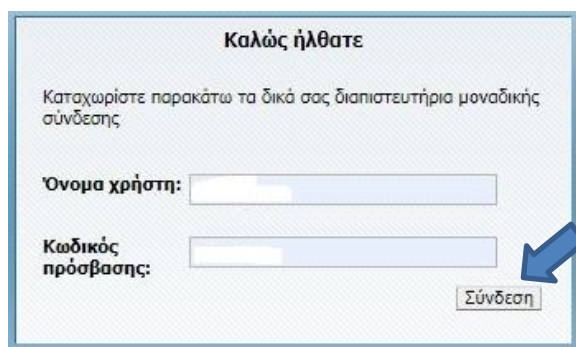 Καλώς ήλθατε
Καταχωρίστε παρακάτω τα δικά σας διαπιστευτήρια μοναδικής
σύνδεσης
Όνομα χρήστη:
Κωδικός
πρόσβασης:
Σύνδεση